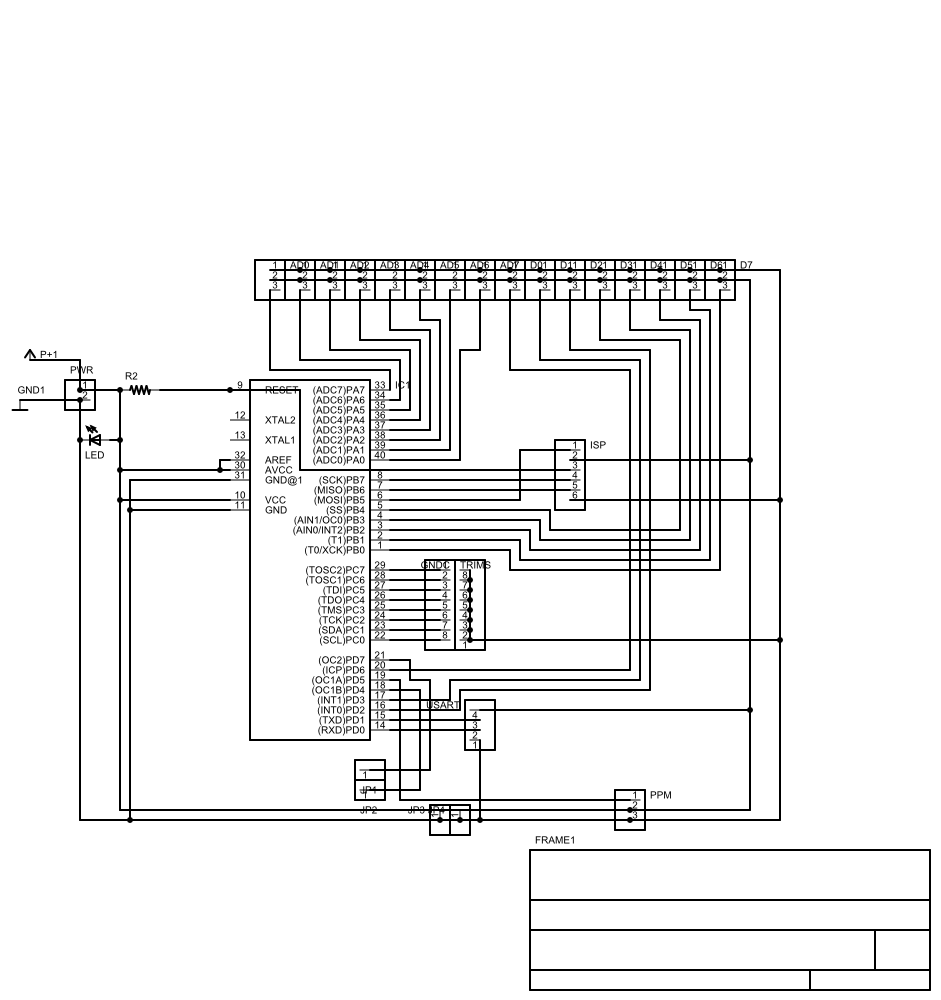 AD0 AD1 AD2 AD3 AD4 AD5 AD6 AD7 D01 D11 D21 D31 D41 D51 D61 D7
1
2 2 2 2 2 2 2 2 2 2 2 2 2 2 2 2
3 3 3 3 3 3 3 3 3 3 3 3 3 3 3 3
P+1
PWR
1
2
GND1
R2
LED
IC1
9 RESET (ADC7)PA7 33
(ADC6)PA6 34
(ADC5)PA5 35
12 XTAL2 (ADC4)PA4 36
(ADC3)PA3 37
13 XTAL1 (ADC2)PA2 38
(ADC1)PA1 39
32 AREF (ADC0)PA0 40
30 AVCC
31 GND@1 (SCK)PB7 8
(MISO)PB6 7
10 VCC (MOSI)PB5 6
11 GND (SS)PB4 5
(AIN1/OC0)PB3 4
(AIN0/INT2)PB2 3
(T1)PB1 2
(T0/XCK)PB0 1
ISP
1
2
3
4
5
6
GND TRIMS
(TOSC2)PC7 29
(TOSC1)PC6 28 2 8
(TDI)PC5 27 3 7
(TDO)PC4 26 4 6
(TMS)PC3 25 5 5
(TCK)PC2 24 6 4
(SDA)PC1 23 7 3
(SCL)PC0 22 8 2
1
(OC2)PD7 21
(ICP)PD6 20
(OC1A)PD5 19
(OC1B)PD4 18
(INT1)PD3 17
(INT0)PD2 16
(TXD)PD1 15
(RXD)PD0 14
USART
4
3
2
1
1
JP1
1
JP2
JP3 JP4
1 1
PPM
1
2
3
FRAME1